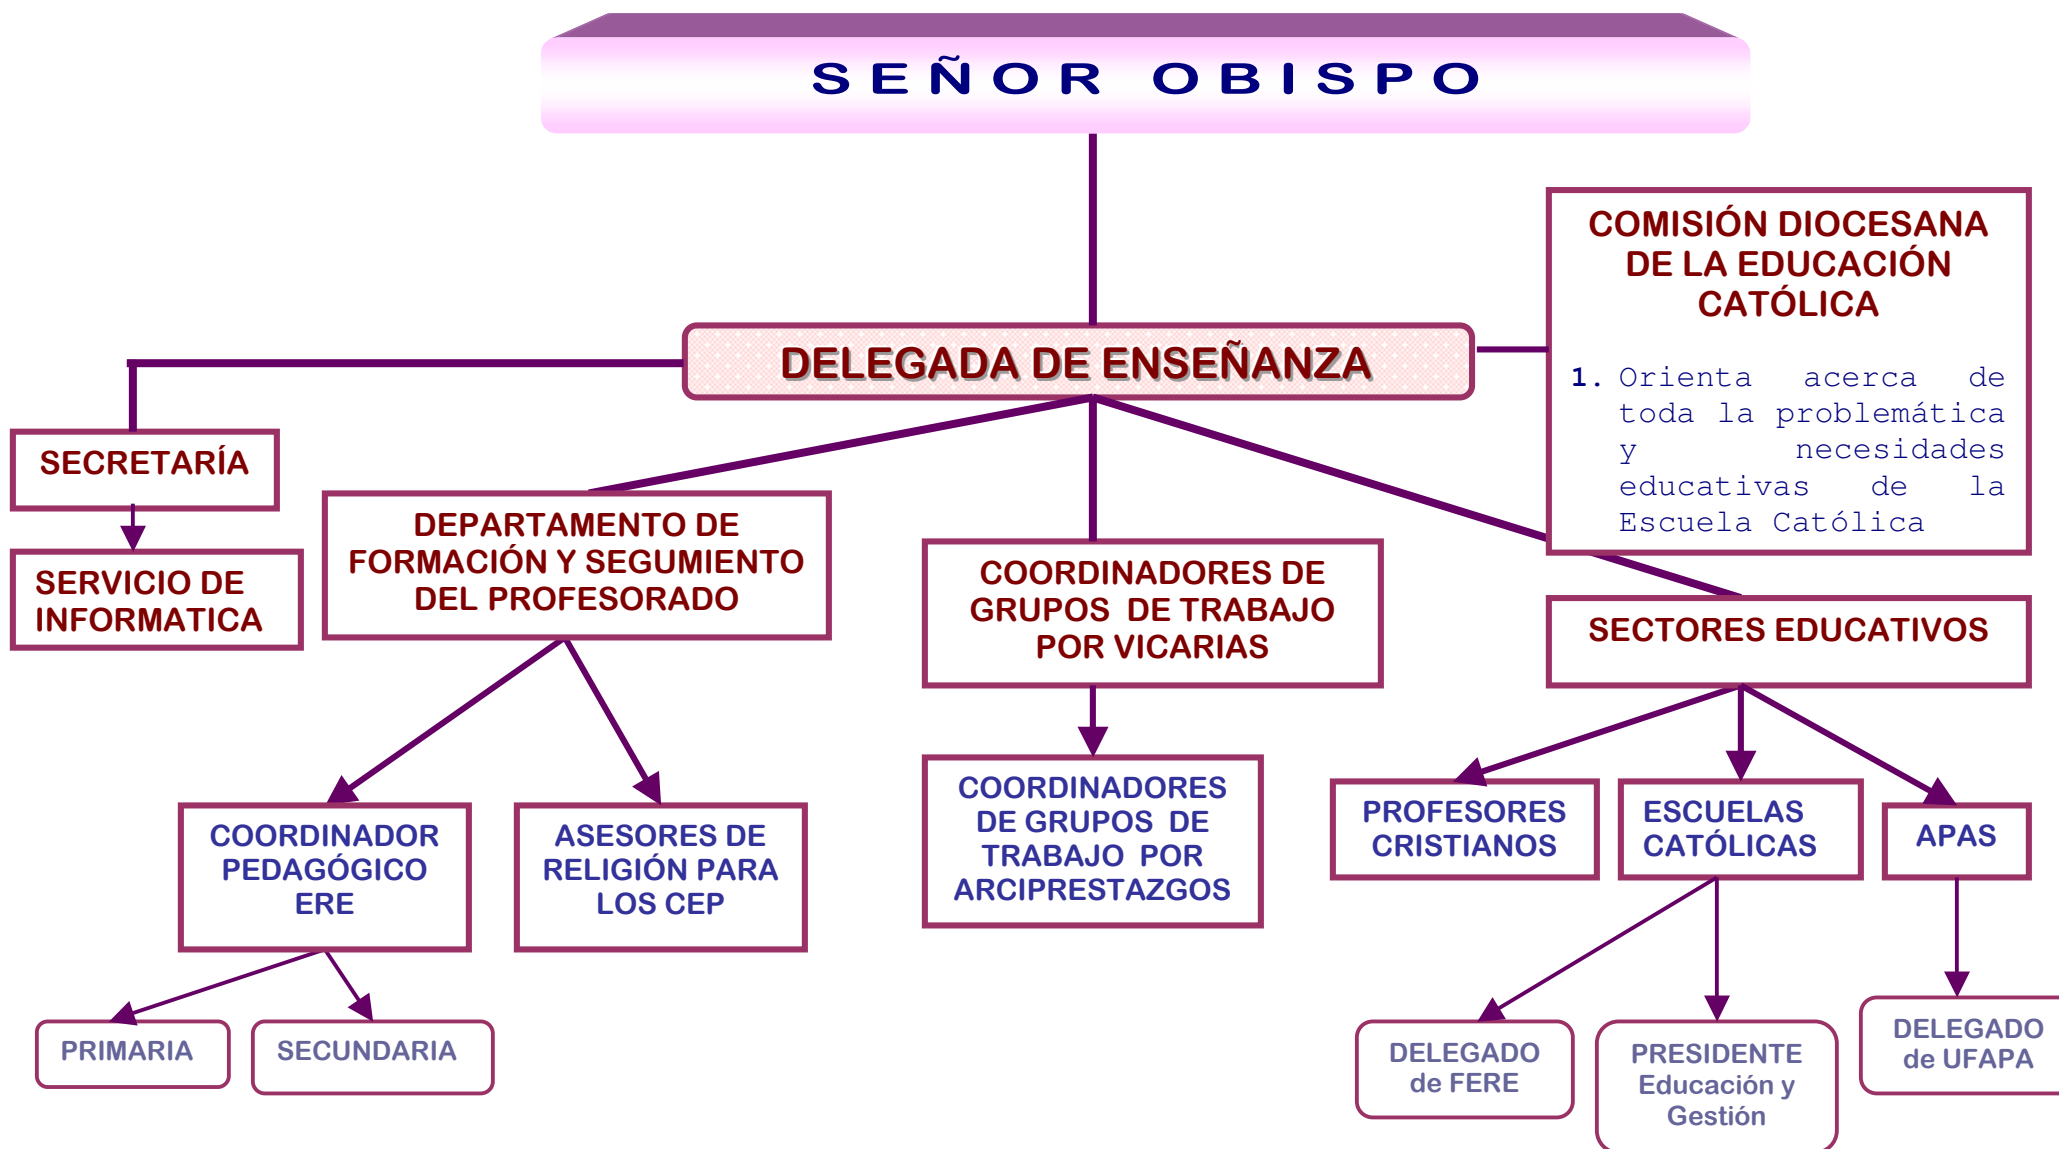 SEÑOR OBISPO
COMISIÓN DIOCESANA
DE LA EDUCACIÓN
CATÓLICA
1. Orienta acerca de
toda la problemática
y necesidades
educativas de la
Escuela Católica
DELEGADA DE ENSEÑANZA
SECRETARÍA
SERVICIO DE
INFORMATICA
DEPARTAMENTO DE
FORMACIÓN Y SEGUMIENTO
DEL PROFESORADO
COORDINADORES DE
GRUPOS DE TRABAJO
POR VICARIAS
SECTORES EDUCATIVOS
COORDINADOR
PEDAGÓGICO
ERE
ASESORES DE
RELIGIÓN PARA
LOS CEP
COORDINADORES
DE GRUPOS DE
TRABAJO POR
ARCIPRESTAZGOS
PROFESORES
CRISTIANOS
ESCUELAS
CATÓLICAS
APAS
PRIMARIA
SECUNDARIA
DELEGADO
de FERE
PRESIDENTE
Educación y
Gestión
DELEGADO
de UFAPA